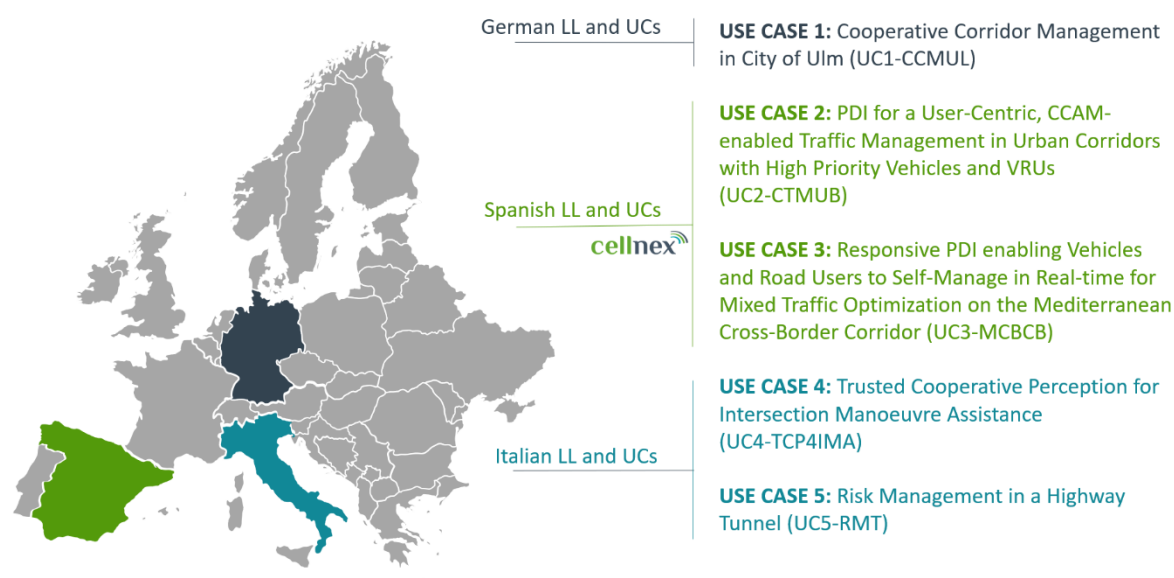 German LL and UCs
USE CASE 1: Cooperative Corridor Management
in City of Ulm (UC1-CCMUL)
USE CASE 2: PDI for a User-Centric, CCAM-
enabled Traffic Management in Urban Corridors
with High Priority Vehicles and VRUs
(UC2-CTMUB)
Spanish LL and UCs
cellnex
USE CASE 3: Responsive PDI enabling Vehicles
and Road Users to Self-Manage in Real-time for
Mixed Traffic Optimization on the Mediterranean
Cross-Border Corridor (UC3-MCBCB)
Italian LL and UCs
USE CASE 4: Trusted Cooperative Perception for
Intersection Manoeuvre Assistance
(UC4-TCP4IMA)
USE CASE 5: Risk Management in a Highway
Tunnel (UC5-RMT)